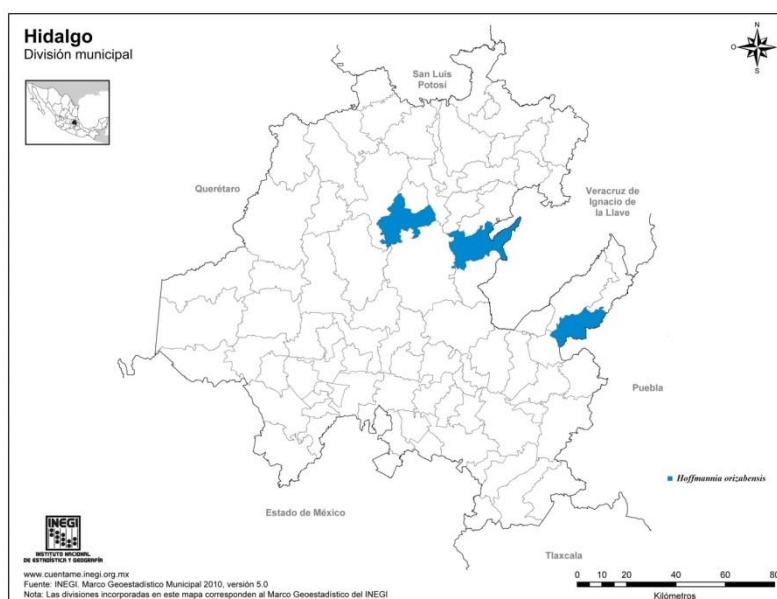 Hidalgo
División municipal
N
O
E
S
San Luis
Potosí
Querétaro
Veracruz de
Ignacio de
la Llave
Puebla
Hoffmannia orizabensis
Estado de México
Tlaxcala
INEGI
INSTITUTO NACIONAL
DE ESTADÍSTICA Y GEOGRAFÍA
www.cuentame.inegi.org.mx
Fuente: INEGI. Marco Geoestadístico Municipal 2010, versión 5.0
Nota: Las divisiones incorporadas en este mapa corresponden al Marco Geoestadístico del INEGI
0 10 20 40 60 80
Kilómetros